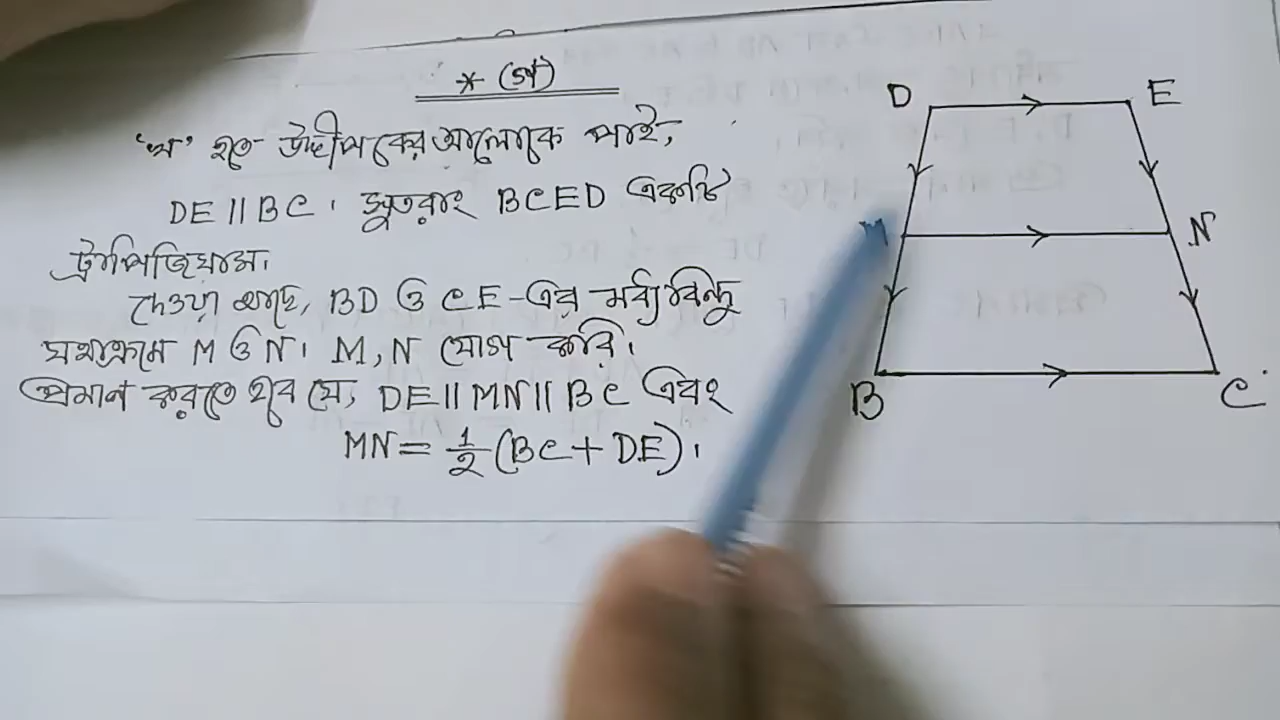 * (গ)
'খ' হতে উদ্দীপকের আলোকে পাই,
DE || BC। সুতরাং BCED একটি
ট্রাপিজিয়াম।
দেওয়া আছে, BD ও CE-এর মধ্যবিন্দু
যথাক্রমে M ও N। M, N যোগ করি।
প্রমান করতে হবে যে, DE || MN || BC এবং
MN = 1/2 (BC + DE)।
D E
M N
B C